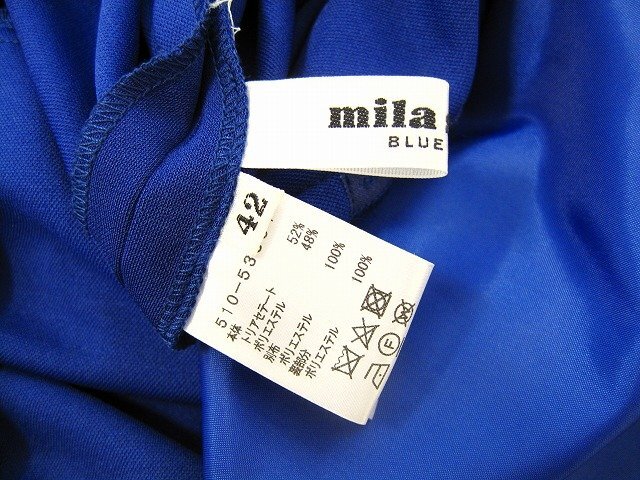 mila
BLUE
42
510-53
本体
トリアセテート 52%
ポリエステル 48%
別布
ポリエステル 100%
裏部分
ポリエステル 100%
F